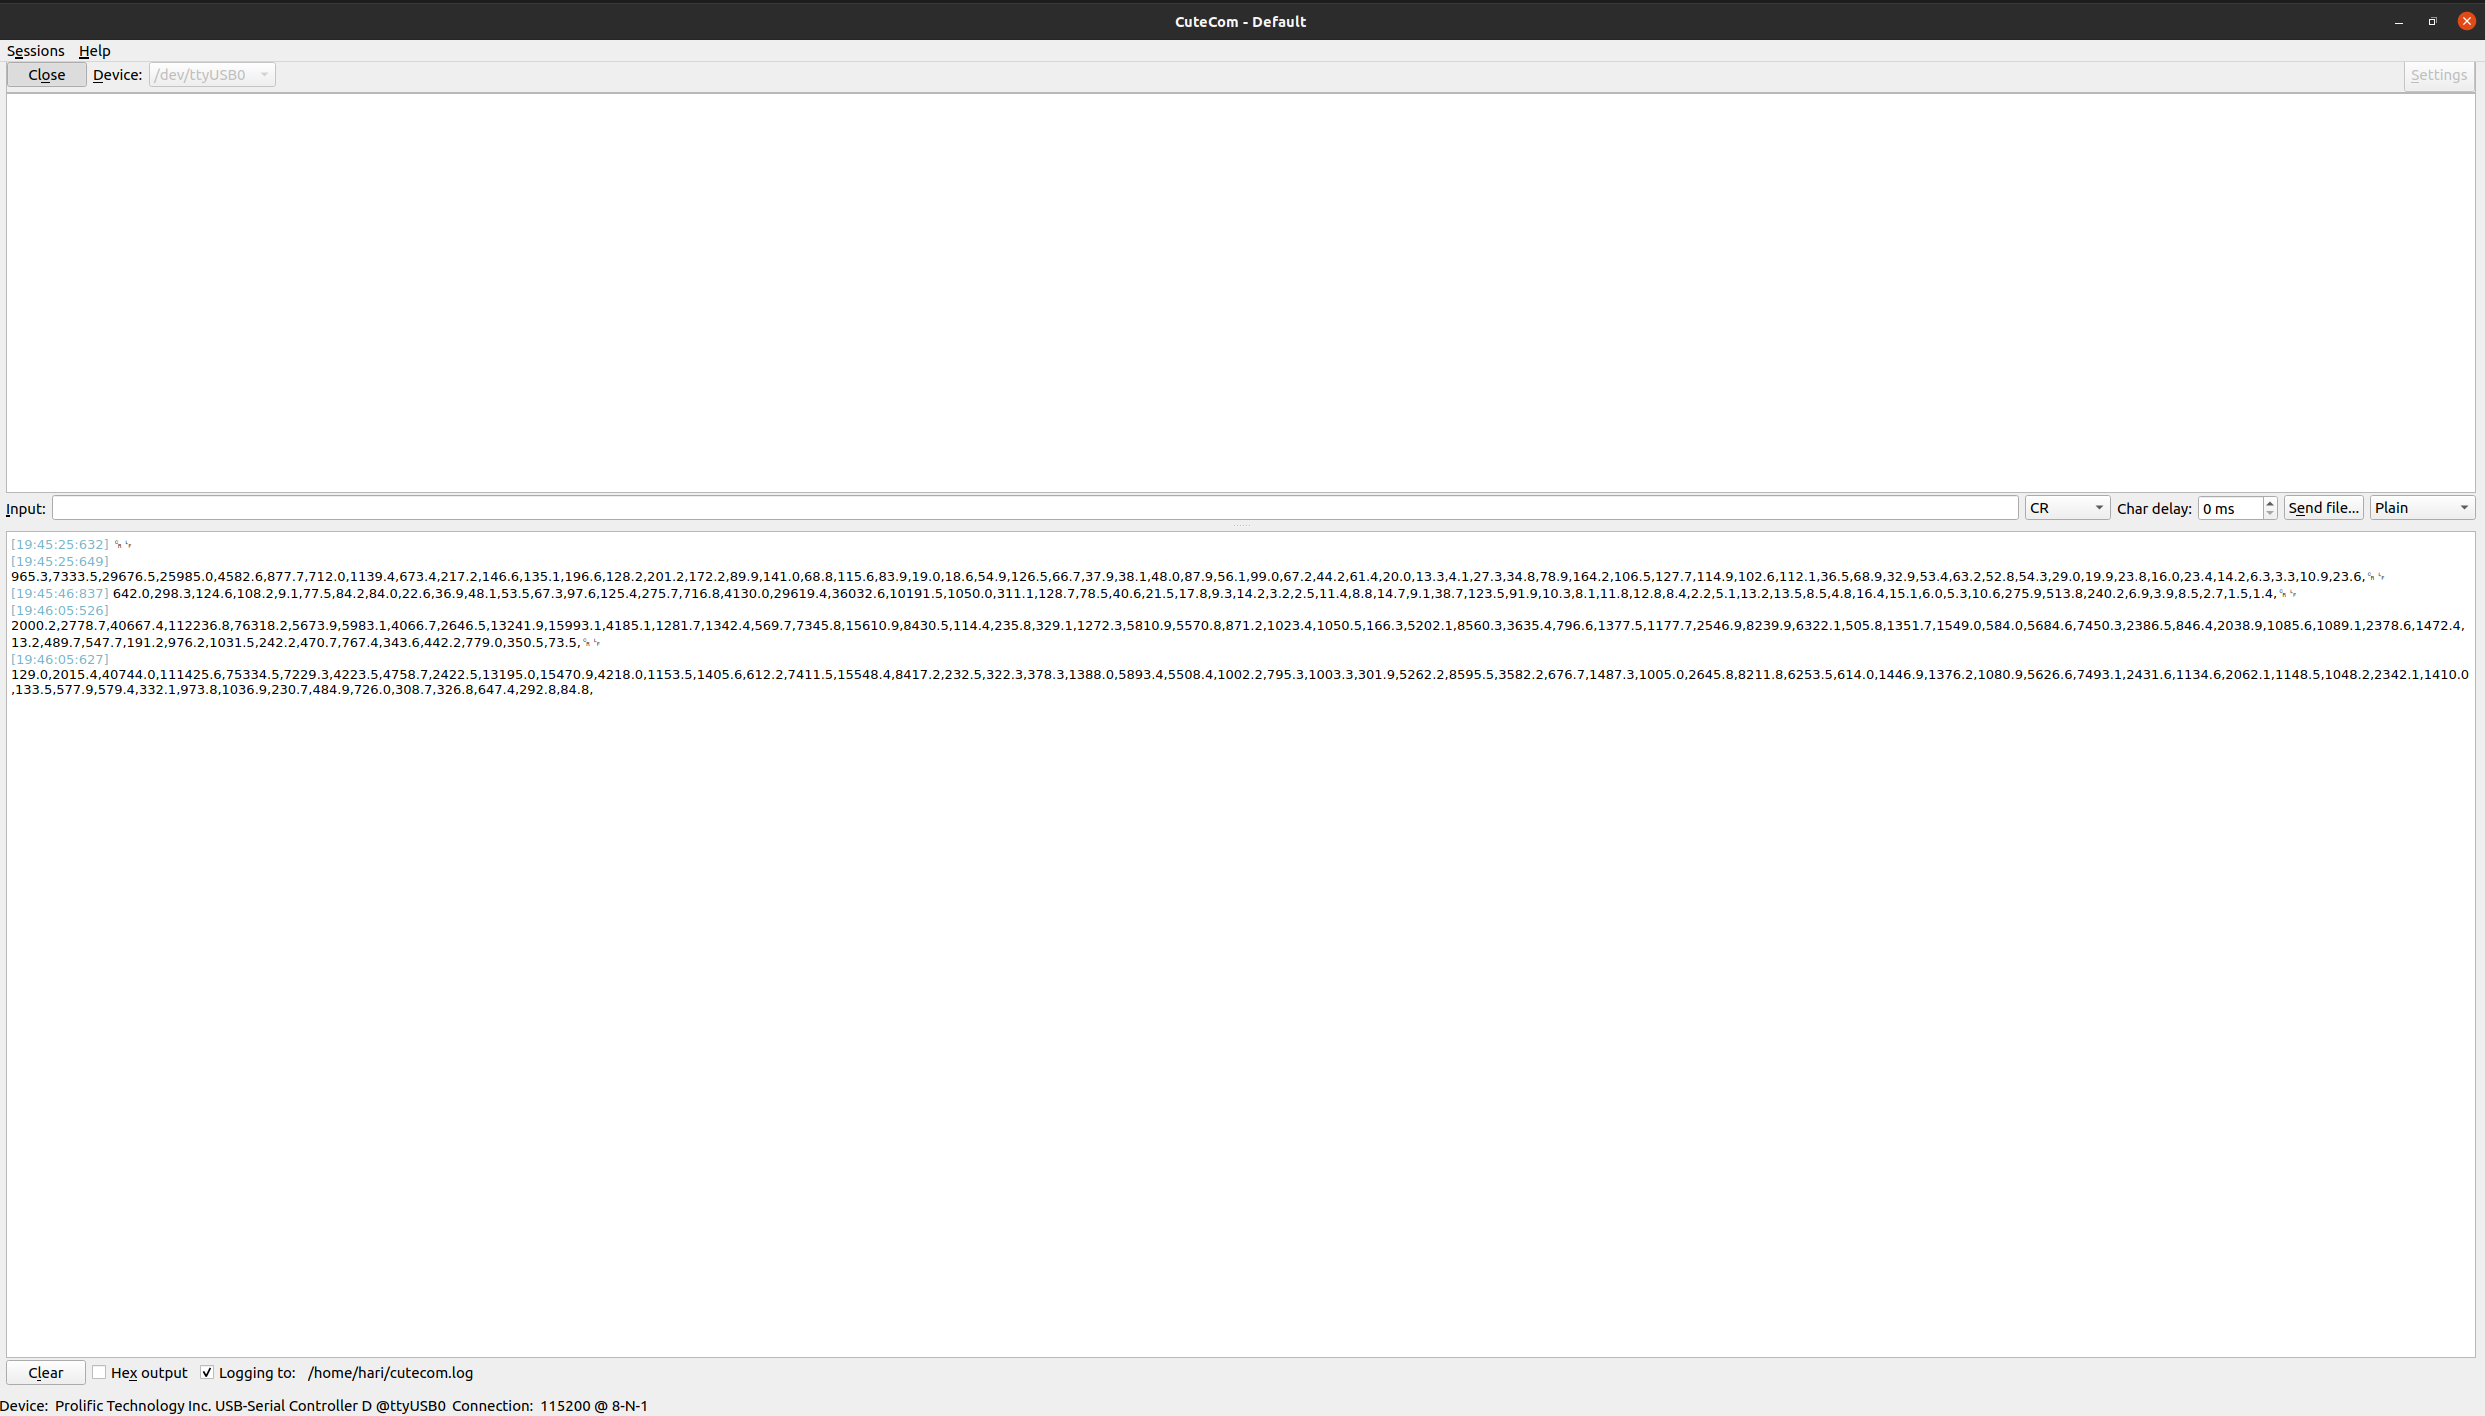 CuteCom - Default
Sessions Help
Close Device: /dev/ttyUSB0 Settings
Input: CR Char delay: 0 ms Send file... Plain
[19:45:25:632] ␍␊
[19:45:25:649]
965.3,7333.5,29676.5,25985.0,4582.6,877.7,712.0,1139.4,673.4,217.2,146.6,135.1,196.6,128.2,201.2,172.2,89.9,141.0,68.8,115.6,83.9,19.0,18.6,54.9,126.5,66.7,37.9,38.1,48.0,87.9,56.1,99.0,67.2,44.2,61.4,20.0,13.3,4.1,27.3,34.8,78.9,164.2,106.5,127.7,114.9,102.6,112.1,36.5,68.9,32.9,53.4,63.2,52.8,54.3,29.0,19.9,23.8,16.0,23.4,14.2,6.3,3.3,10.9,23.6,␍␊
[19:45:46:837] 642.0,298.3,124.6,108.2,9.1,77.5,84.2,84.0,22.6,36.9,48.1,53.5,67.3,97.6,125.4,275.7,716.8,4130.0,29619.4,36032.6,10191.5,1050.0,311.1,128.7,78.5,40.6,21.5,17.8,9.3,14.2,3.2,2.5,11.4,8.8,14.7,9.1,38.7,123.5,91.9,10.3,8.1,11.8,12.8,8.4,2.2,5.1,13.2,13.5,8.5,4.8,16.4,15.1,6.0,5.3,10.6,275.9,513.8,240.2,6.9,3.9,8.5,2.7,1.5,1.4,␍␊
[19:46:05:526]
2000.2,2778.7,40667.4,112236.8,76318.2,5673.9,5983.1,4066.7,2646.5,13241.9,15993.1,4185.1,1281.7,1342.4,569.7,7345.8,15610.9,8430.5,114.4,235.8,329.1,1272.3,5810.9,5570.8,871.2,1023.4,1050.5,166.3,5202.1,8560.3,3635.4,796.6,1377.5,1177.7,2546.9,8239.9,6322.1,505.8,1351.7,1549.0,584.0,5684.6,7450.3,2386.5,846.4,2038.9,1085.6,1089.1,2378.6,1472.4,
13.2,489.7,547.7,191.2,976.2,1031.5,242.2,470.7,767.4,343.6,442.2,779.0,350.5,73.5,␍␊
[19:46:05:627]
129.0,2015.4,40744.0,111425.6,75334.5,7229.3,4223.5,4758.7,2422.5,13195.0,15470.9,4218.0,1153.5,1405.6,612.2,7411.5,15548.4,8417.2,232.5,322.3,378.3,1388.0,5893.4,5508.4,1002.2,795.3,1003.3,301.9,5262.2,8595.5,3582.2,676.7,1487.3,1005.0,2645.8,8211.8,6253.5,614.0,1446.9,1376.2,1080.9,5626.6,7493.1,2431.6,1134.6,2062.1,1148.5,1048.2,2342.1,1410.0
,133.5,577.9,579.4,332.1,973.8,1036.9,230.7,484.9,726.0,308.7,326.8,647.4,292.8,84.8,
Clear Hex output Logging to: /home/hari/cutecom.log
Device: Prolific Technology Inc. USB-Serial Controller D @ttyUSB0 Connection: 115200 @ 8-N-1